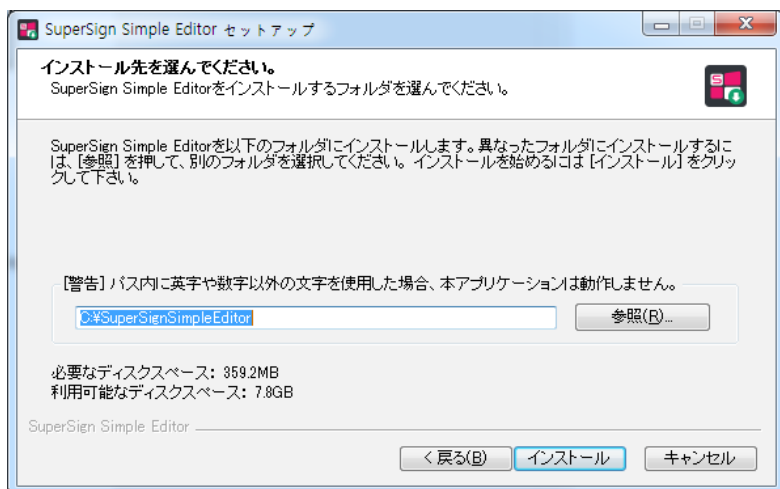 SuperSign Simple Editor セットアップ
インストール先を選んでください。
SuperSign Simple Editorをインストールするフォルダを選んでください。
S
SuperSign Simple Editorを以下のフォルダにインストールします。異なったフォルダにインストールするに
は、[参照] を押して、別のフォルダを選択してください。インストールを始めるには [インストール] をクリッ
クして下さい。
[警告] パス内に英字や数字以外の文字を使用した場合、本アプリケーションは動作しません。
C:¥SuperSignSimpleEditor
参照(R)...
必要なディスクスペース: 359.2MB
利用可能なディスクスペース: 7.8GB
SuperSign Simple Editor
< 戻る(B) インストール キャンセル